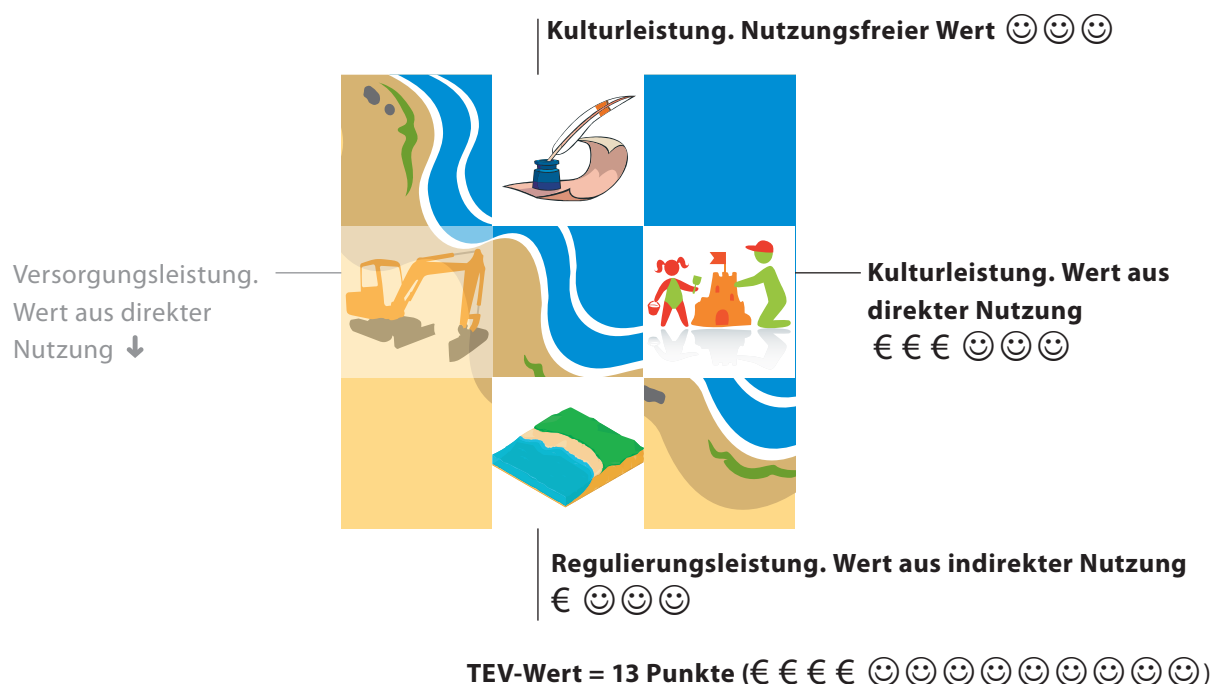 Kulturleistung. Nutzungsfreier Wert ☺☺☺
Versorgungsleistung.
Wert aus direkter
Nutzung ↓
Kulturleistung. Wert aus
direkter Nutzung
€ € € ☺☺☺
Regulierungsleistung. Wert aus indirekter Nutzung
€ ☺☺☺
TEV-Wert = 13 Punkte (€ € € € ☺☺☺☺☺☺☺☺☺)